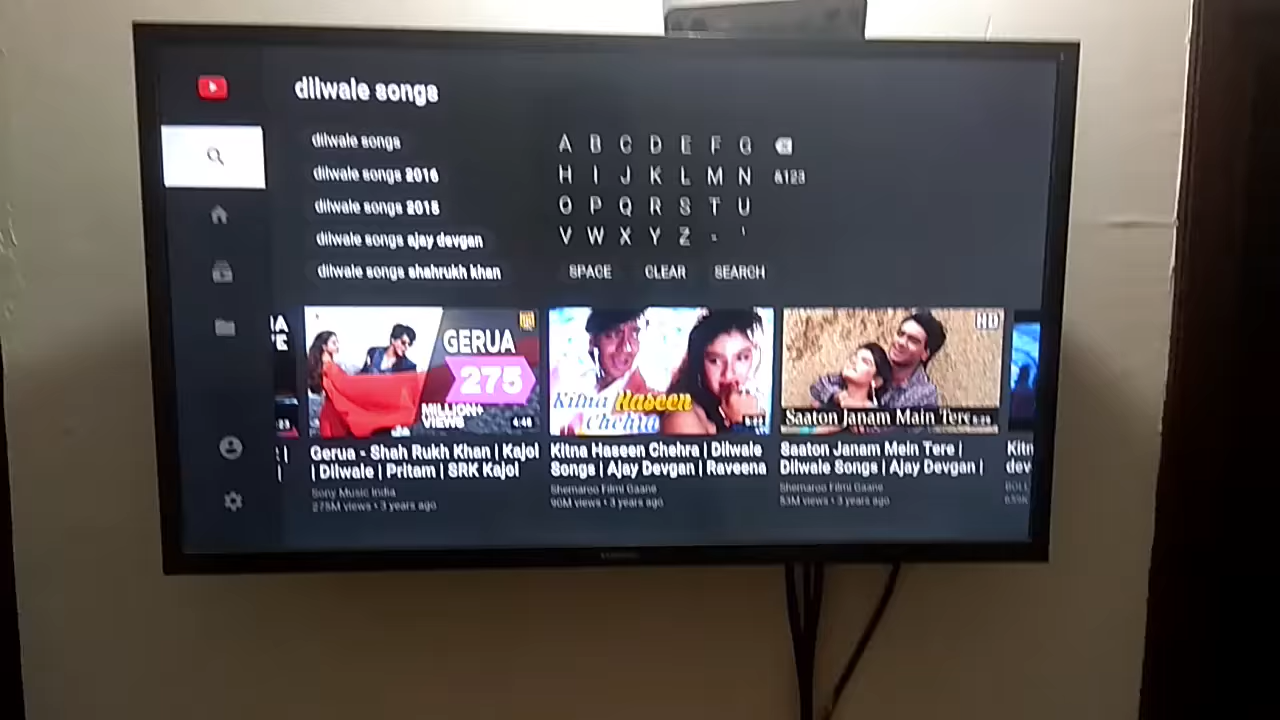 dilwale songs
dilwale songs
dilwale songs 2016
dilwale songs 2015
dilwale songs ajay devgan
dilwale songs shahrukh khan
A B C D E F G
H I J K L M N &123
O P Q R S T U
V W X Y Z - '
SPACE CLEAR SEARCH
GERUA
275
MILLION+
VIEWS
4:48
Kitna Haseen
Chehra
HD
Saaton Janam Main Tere
Gerua - Shah Rukh Khan | Kajol
| Dilwale | Pritam | SRK Kajol
Sony Music India
275M views • 3 years ago
Kitna Haseen Chehra | Dilwale
Songs | Ajay Devgan | Raveena
Shemaroo Filmi Gaane
90M views • 3 years ago
Saaton Janam Mein Tere |
Dilwale Songs | Ajay Devgan |
Shemaroo Filmi Gaane
53M views • 3 years ago
Kitn
dev